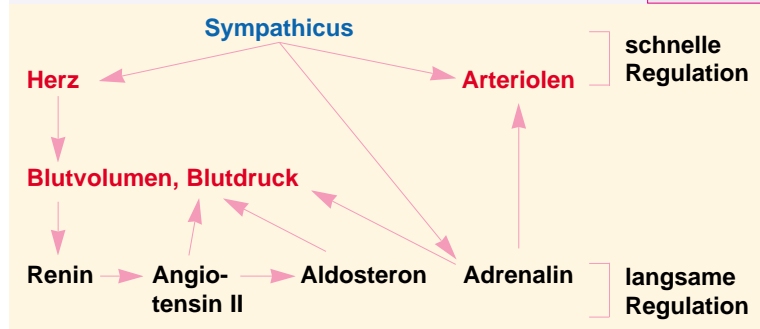 Sympathicus
schnelle
Regulation
Herz
Arteriolen
Blutvolumen, Blutdruck
Renin
Angio-
tensin II
Aldosteron
Adrenalin
langsame
Regulation